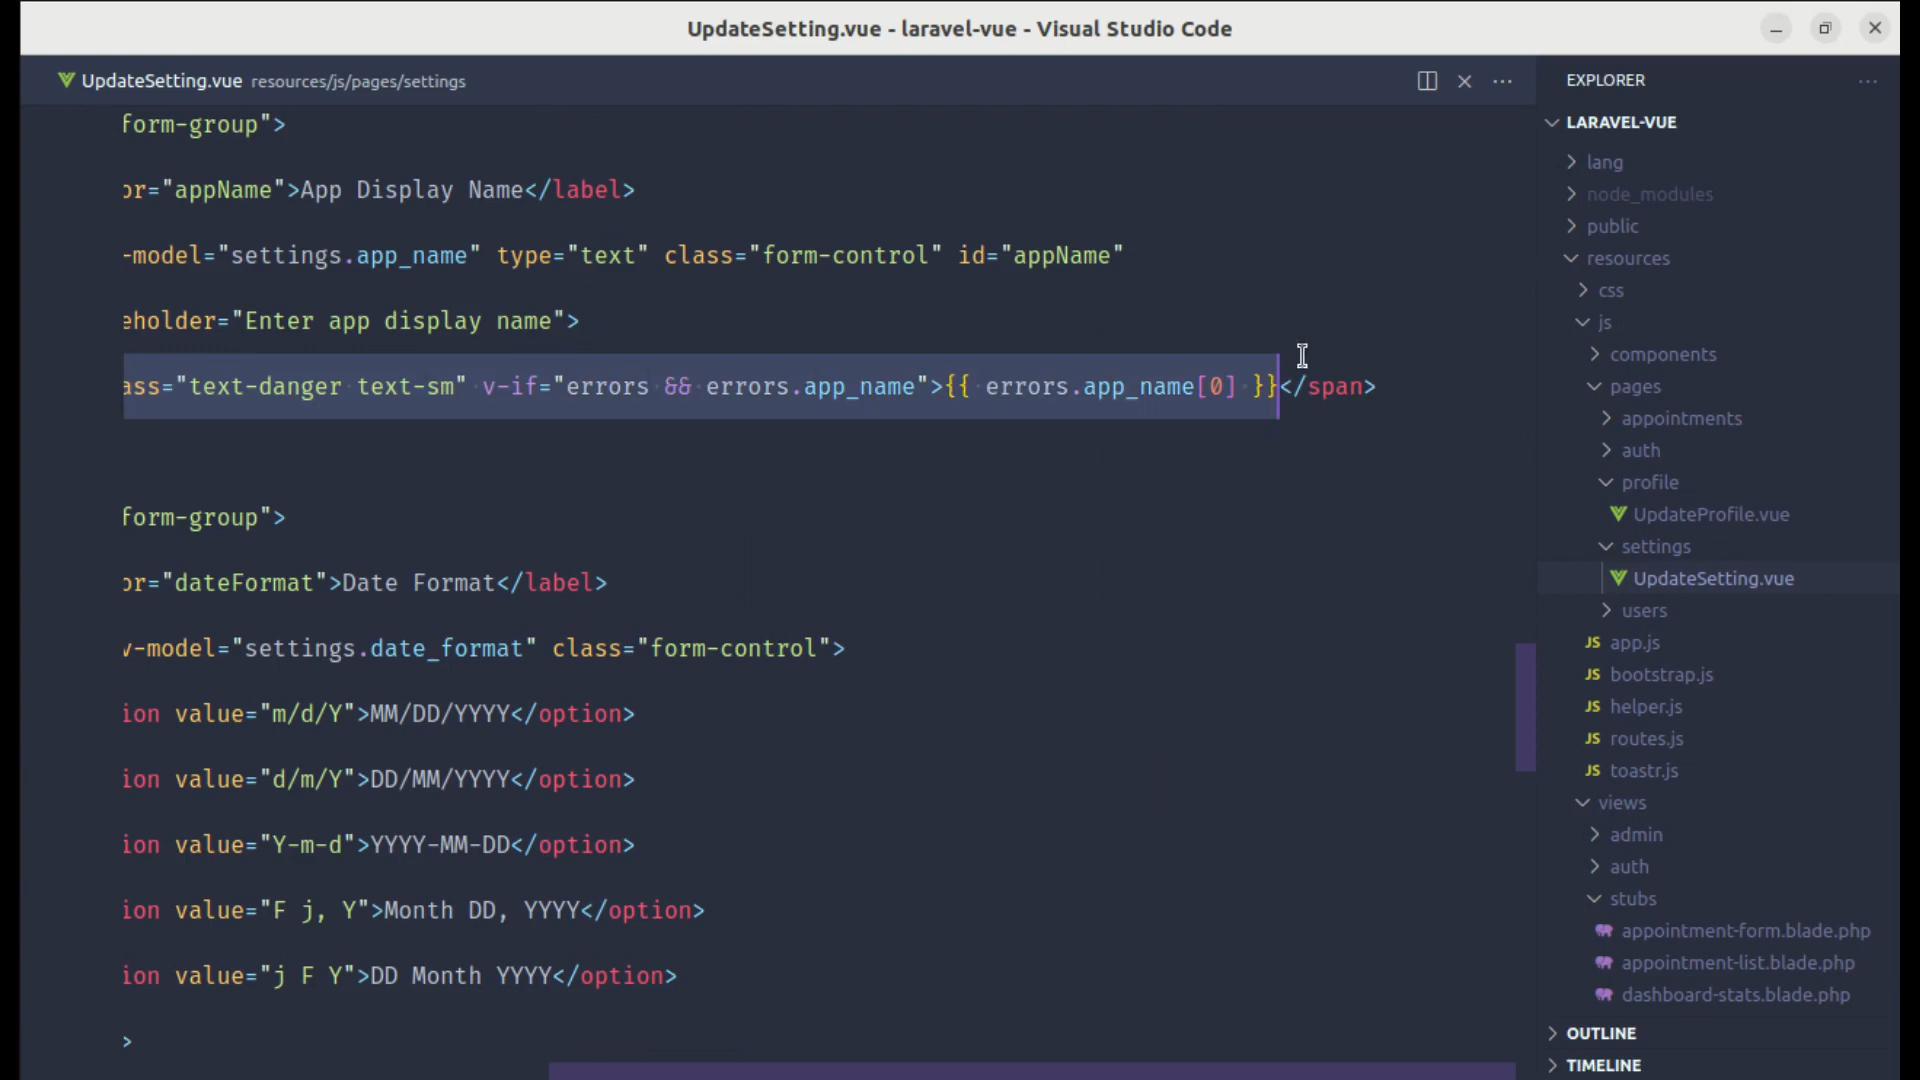 UpdateSetting.vue - laravel-vue - Visual Studio Code
UpdateSetting.vue resources/js/pages/settings
form-group">
or="appName">App Display Name</label>
-model="settings.app_name" type="text" class="form-control" id="appName"
eholder="Enter app display name">
ass="text-danger text-sm" v-if="errors && errors.app_name">{{ errors.app_name[0] }}</span>
form-group">
or="dateFormat">Date Format</label>
v-model="settings.date_format" class="form-control">
ion value="m/d/Y">MM/DD/YYYY</option>
ion value="d/m/Y">DD/MM/YYYY</option>
ion value="Y-m-d">YYYY-MM-DD</option>
ion value="F j, Y">Month DD, YYYY</option>
ion value="j F Y">DD Month YYYY</option>
>
EXPLORER
LARAVEL-VUE
lang
node_modules
public
resources
css
js
components
pages
appointments
auth
profile
UpdateProfile.vue
settings
UpdateSetting.vue
users
JS app.js
JS bootstrap.js
JS helper.js
JS routes.js
JS toastr.js
views
admin
auth
stubs
appointment-form.blade.php
appointment-list.blade.php
dashboard-stats.blade.php
OUTLINE
TIMELINE